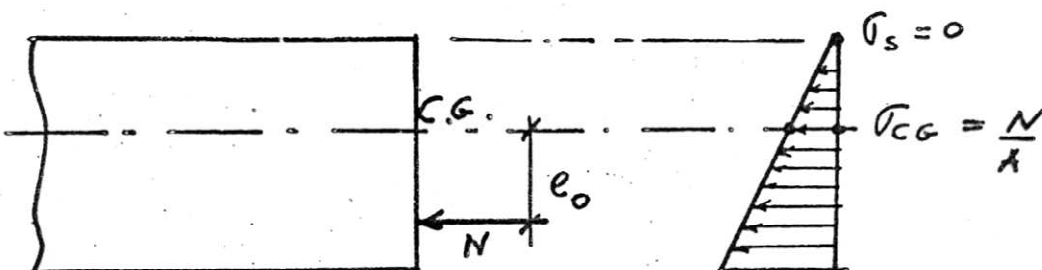 σs = 0
C.G.
σCG = N/A
e₀
N